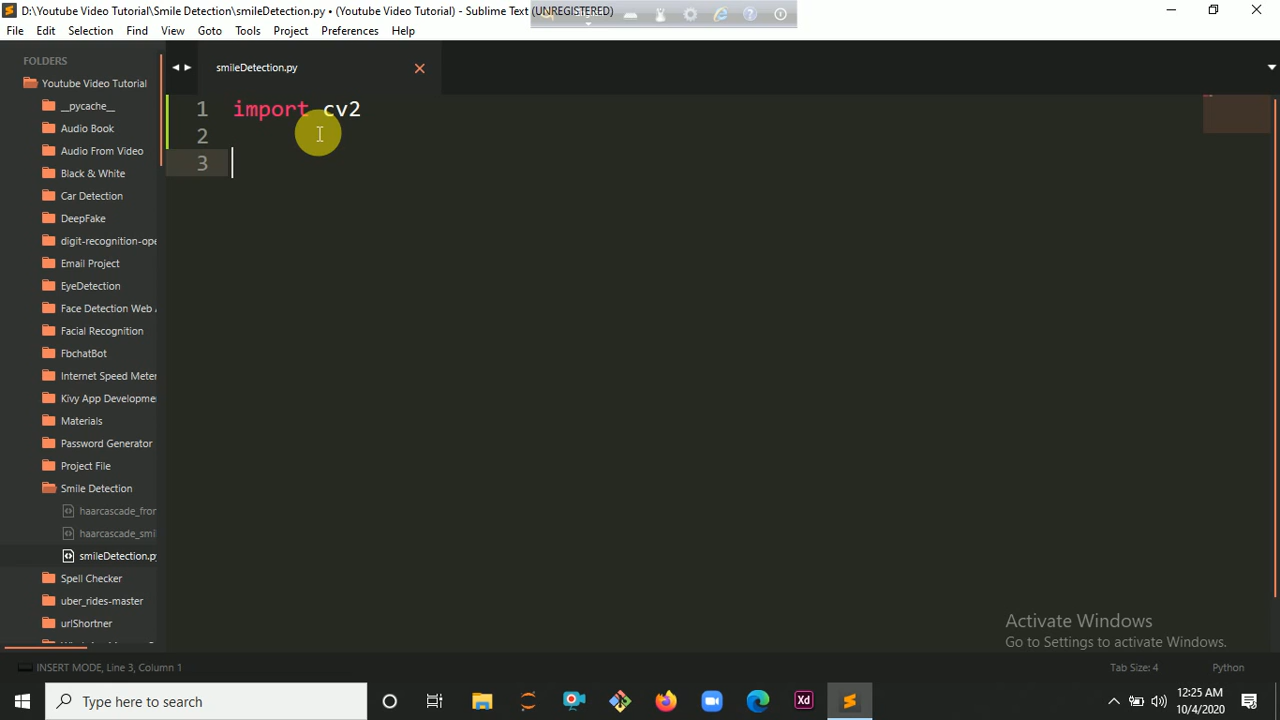 D:\Youtube Video Tutorial\Smile Detection\smileDetection.py • (Youtube Video Tutorial) - Sublime Text (UNREGISTERED)
File Edit Selection Find View Goto Tools Project Preferences Help
FOLDERS
Youtube Video Tutorial
__pycache__
Audio Book
Audio From Video
Black & White
Car Detection
DeepFake
digit-recognition-ope
Email Project
EyeDetection
Face Detection Web
Facial Recognition
FbchatBot
Internet Speed Meter
Kivy App Developme
Materials
Password Generator
Project File
Smile Detection
haarcascade_fron
haarcascade_smi
smileDetection.py
Spell Checker
uber_rides-master
urlShortner
smileDetection.py
1 import cv2
2
3
Activate Windows
Go to Settings to activate Windows.
INSERT MODE, Line 3, Column 1
Tab Size: 4
Python
Type here to search
Xd
12:25 AM
10/4/2020